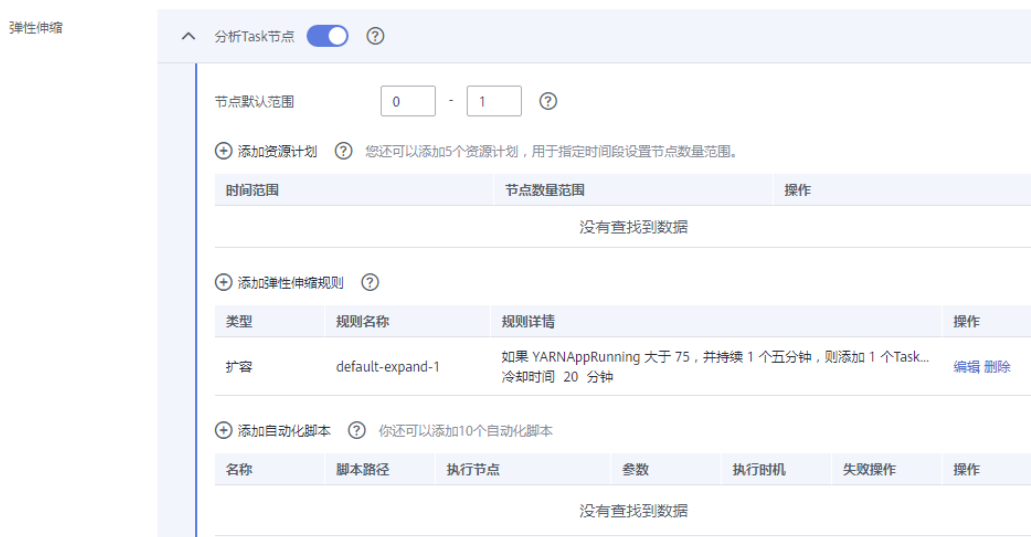 弹性伸缩
分析Task节点
节点默认范围 0 - 1
添加资源计划 您还可以添加5个资源计划，用于指定时间段设置节点数量范围。
时间范围 节点数量范围 操作
没有查找到数据
添加弹性伸缩规则
类型 规则名称 规则详情 操作
扩容 default-expand-1 如果 YARNAppRunning 大于 75，并持续 1 个五分钟，则添加 1 个Task... 编辑 删除
冷却时间 20 分钟
添加自动化脚本 你还可以添加10个自动化脚本
名称 脚本路径 执行节点 参数 执行时机 失败操作 操作
没有查找到数据